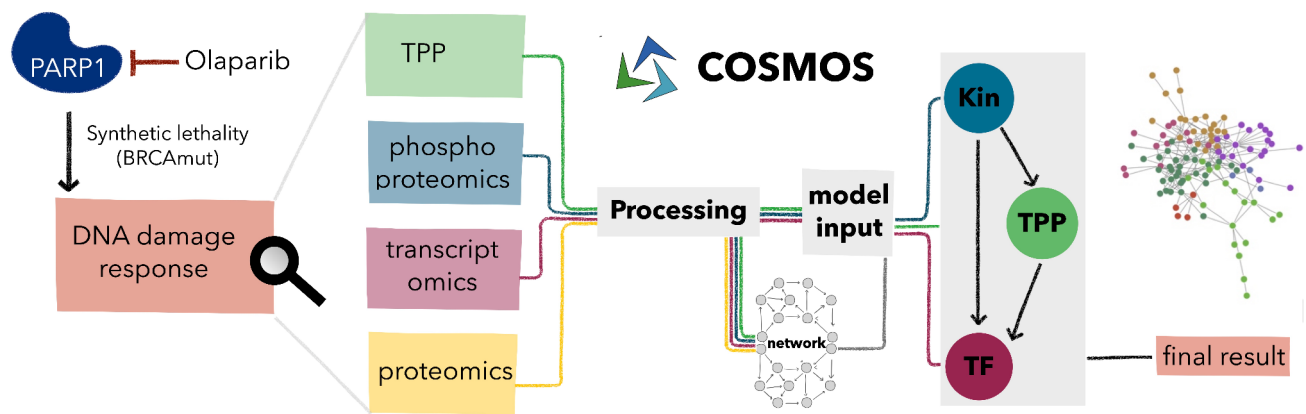 PARP1
Olaparib
Synthetic lethality
(BRCAmut)
DNA damage
response
TPP
phospho
proteomics
transcript
omics
proteomics
COSMOS
Processing
model
input
network
Kin
TPP
TF
final result